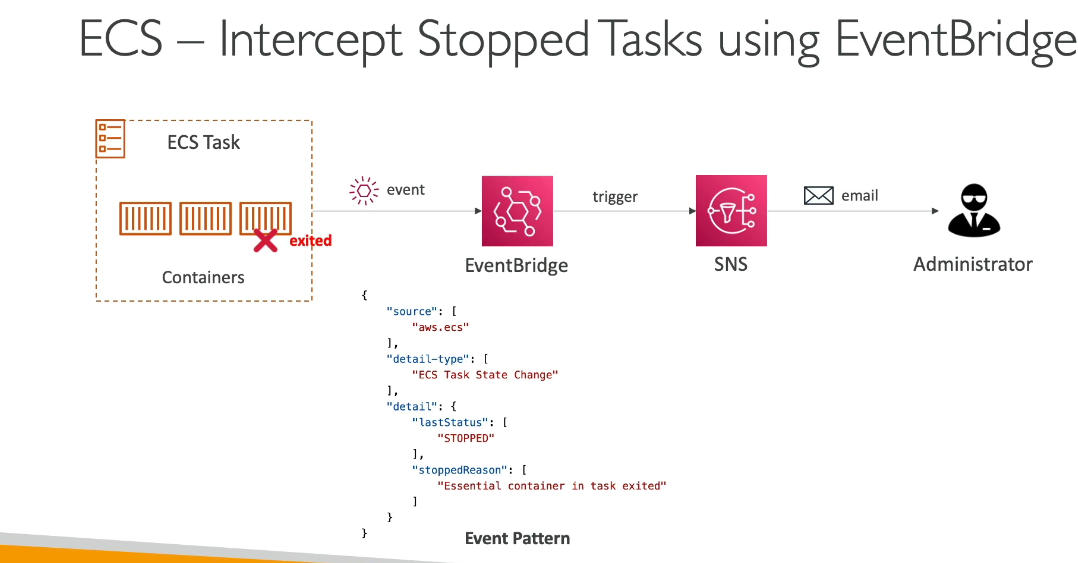 ECS – Intercept Stopped Tasks using EventBridge
ECS Task
event
trigger
email
exited
Containers
EventBridge
SNS
Administrator
{
"source": [
"aws.ecs"
],
"detail-type": [
"ECS Task State Change"
],
"detail": {
"lastStatus": [
"STOPPED"
],
"stoppedReason": [
"Essential container in task exited"
]
}
}
Event Pattern